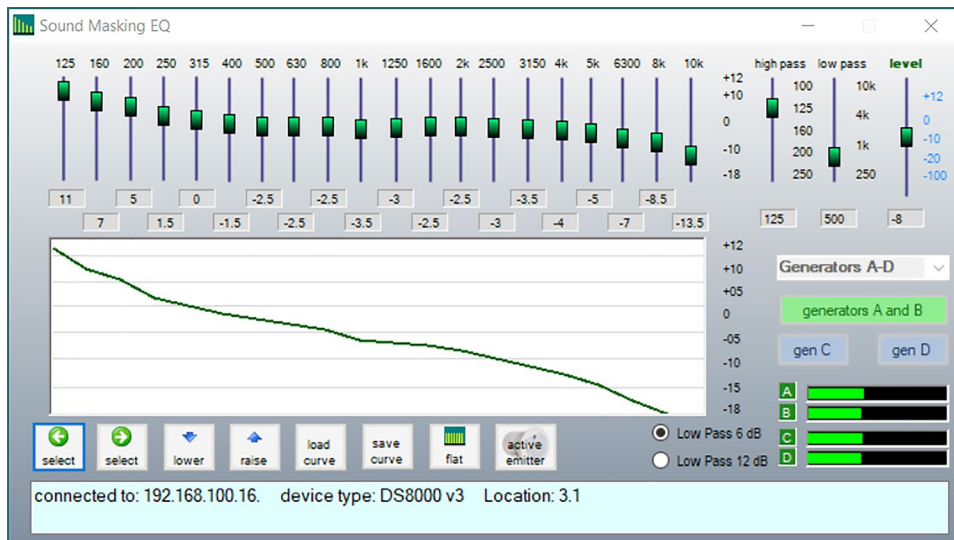 Sound Masking EQ
125 160 200 250 315 400 500 630 800 1k 1250 1600 2k 2500 3150 4k 5k 6300 8k 10k
+12
+10
0
-10
-18
high pass low pass level
100 10k
125 4k
160 1k
200
250 250
+12
0
-10
-20
-100
11 5 0 -2.5 -2.5 -3 -2.5 -3.5 -5 -8.5
7 1.5 -1.5 -2.5 -3.5 -2.5 -3 -4 -7 -13.5
125 500 -8
+12
+10
+05
0
-05
-10
-15
-18
Generators A-D
generators A and B
gen C gen D
A
B
C
D
select select lower raise load curve save curve flat active emitter
Low Pass 6 dB
Low Pass 12 dB
connected to: 192.168.100.16. device type: DS8000 v3 Location: 3.1